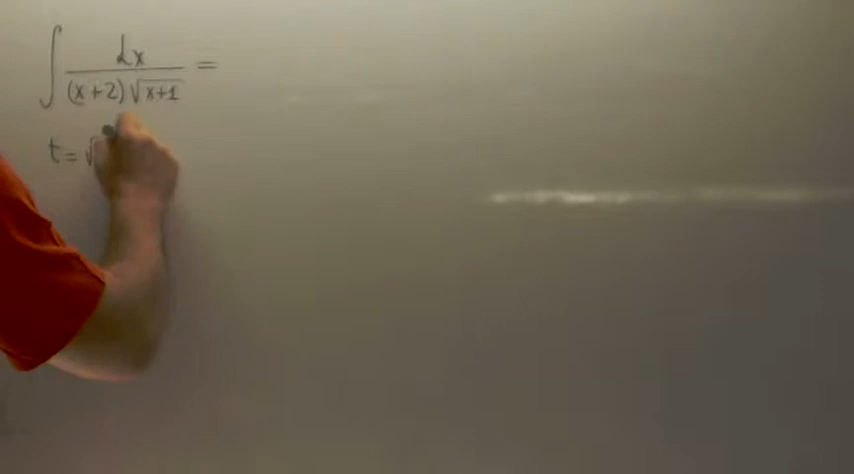 ∫ dx / (x+2)√(x+1) =
t = √